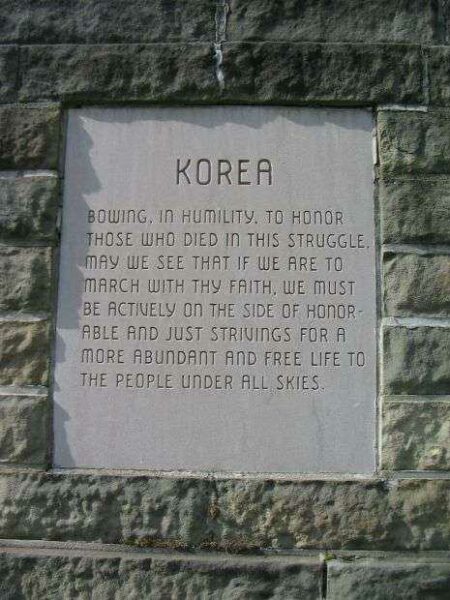 KOREA
BOWING, IN HUMILITY, TO HONOR
THOSE WHO DIED IN THIS STRUGGLE,
MAY WE SEE THAT IF WE ARE TO
MARCH WITH THY FAITH, WE MUST
BE ACTIVELY ON THE SIDE OF HONOR-
ABLE AND JUST STRIVINGS FOR A
MORE ABUNDANT AND FREE LIFE TO
THE PEOPLE UNDER ALL SKIES.